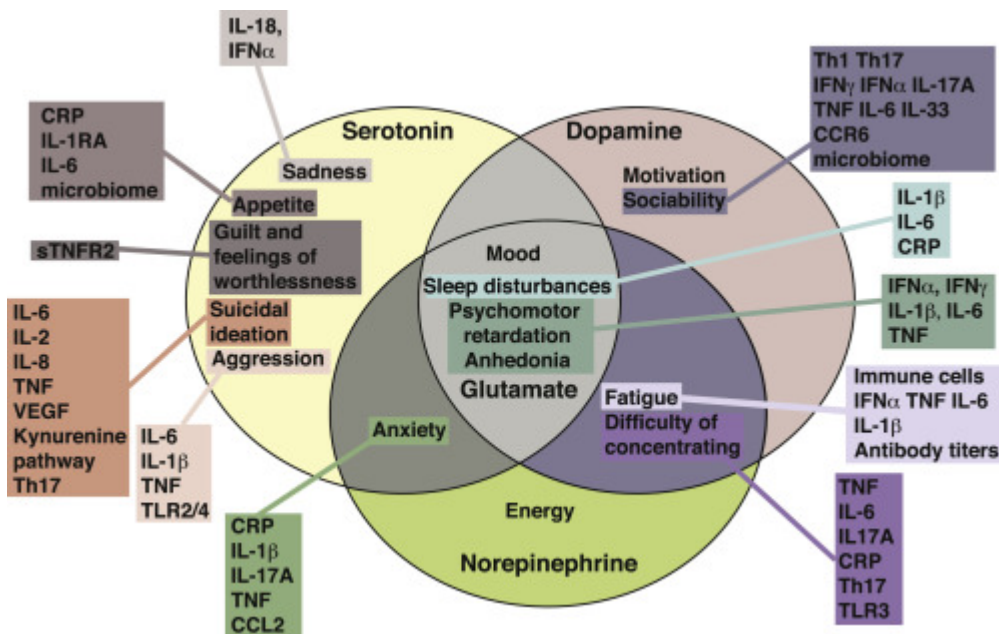 IL-18,
IFNα
CRP
IL-1RA
IL-6
microbiome
sTNFR2
IL-6
IL-2
IL-8
TNF
VEGF
Kynurenine
pathway
Th17
IL-6
IL-1β
TNF
TLR2/4
CRP
IL-1β
IL-17A
TNF
CCL2
Serotonin
Sadness
Appetite
Guilt and
feelings of
worthlessness
Suicidal
ideation
Aggression
Anxiety
Dopamine
Motivation
Sociability
Mood
Sleep disturbances
Psychomotor
retardation
Anhedonia
Glutamate
Fatigue
Difficulty of
concentrating
Energy
Norepinephrine
Th1 Th17
IFNγ IFNα IL-17A
TNF IL-6 IL-33
CCR6
microbiome
IL-1β
IL-6
CRP
IFNα, IFNγ
IL-1β, IL-6
TNF
Immune cells
IFNα TNF IL-6
IL-1β
Antibody titers
TNF
IL-6
IL17A
CRP
Th17
TLR3